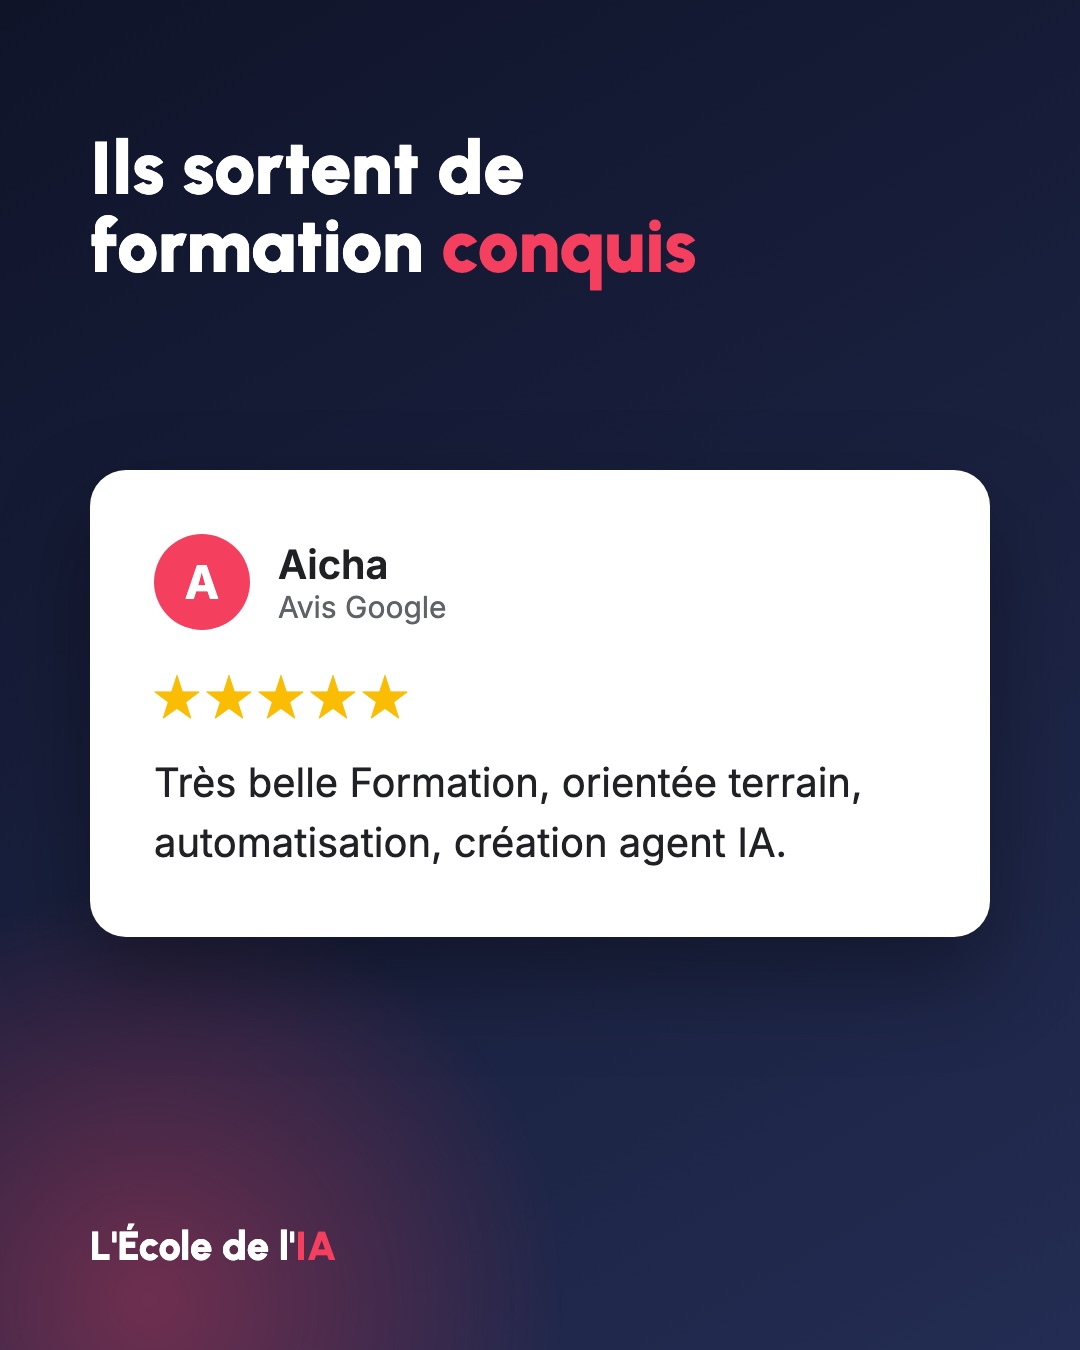 Ils sortent de
formation conquis
A
Aicha
Avis Google
★★★★★
Très belle Formation, orientée terrain,
automatisation, création agent IA.
L'École de l'IA